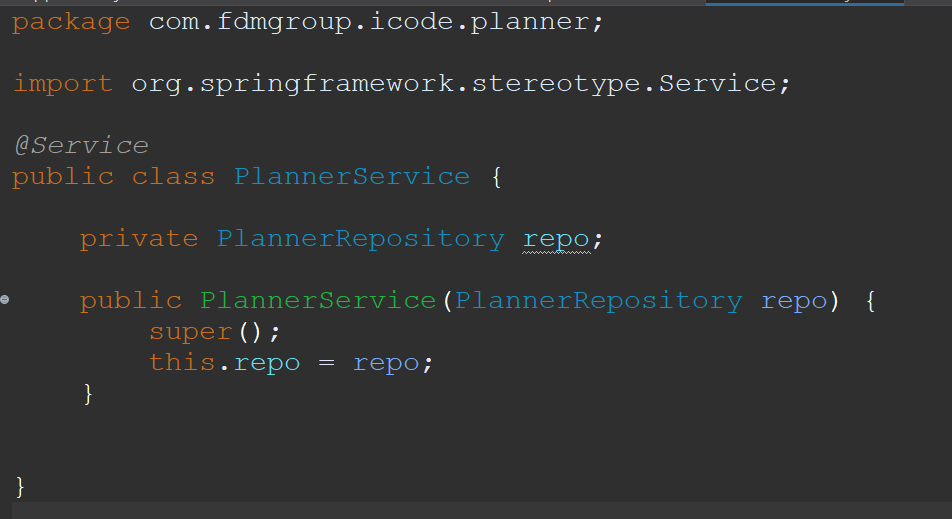 package com.fdmgroup.icode.planner;
import org.springframework.stereotype.Service;
@Service
public class PlannerService {
private PlannerRepository repo;
public PlannerService(PlannerRepository repo) {
super();
this.repo = repo;
}
}